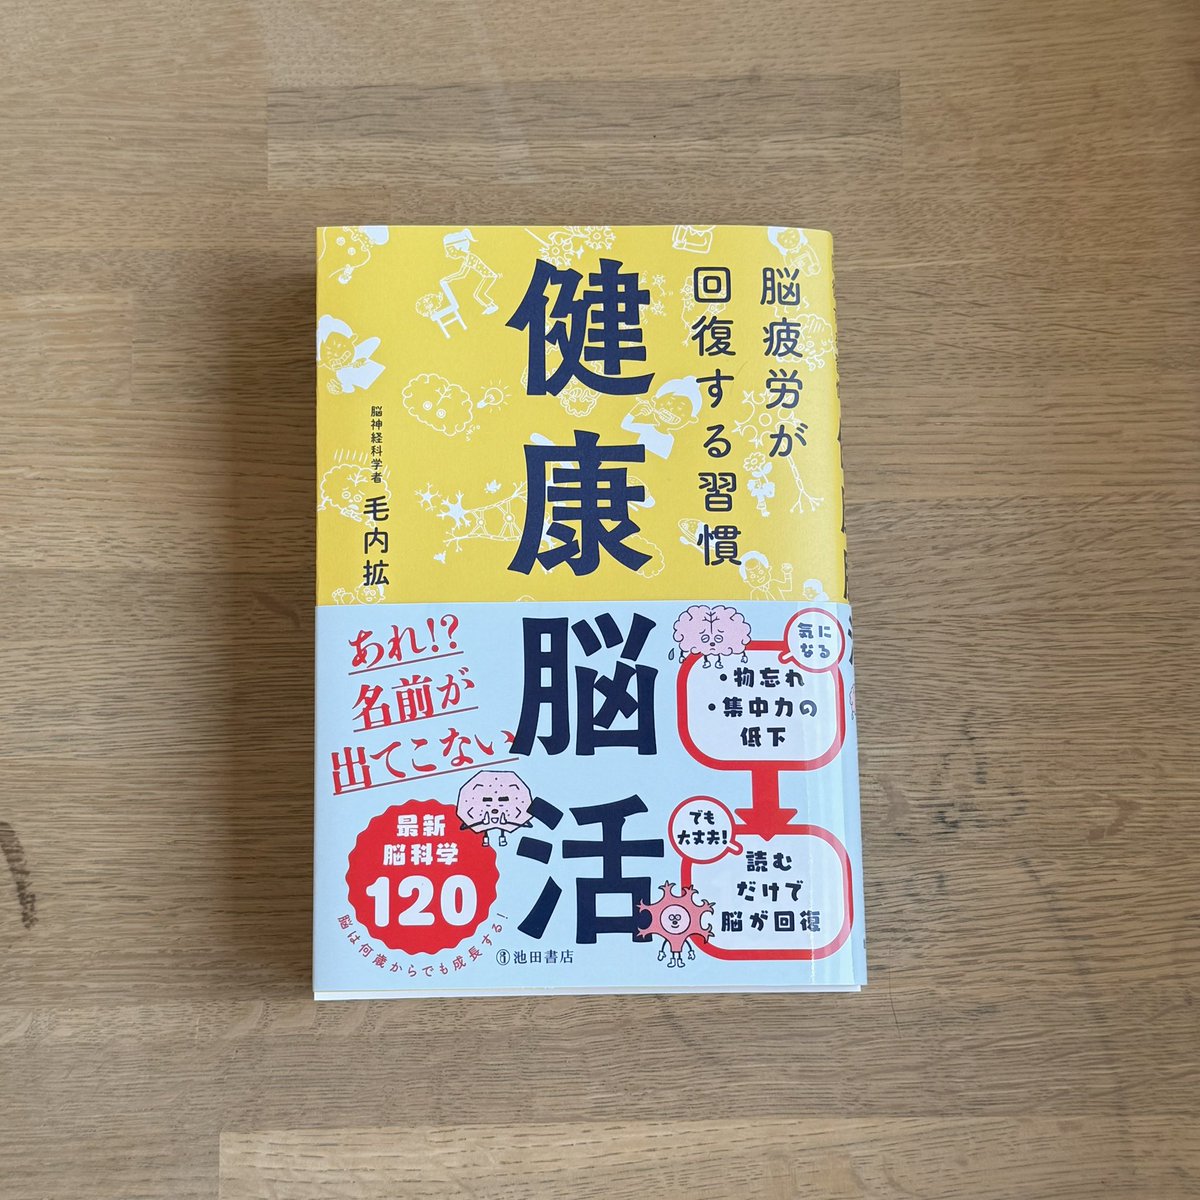 脳疲労が
回復する習慣
健康脳活
脳神経科学者
毛内拡
あれ!?
名前が
出てこない
最新
脳科学
120
脳は何歳からでも成長する!
気に
なる
・物忘れ
・集中力の
低下
でも
大丈夫!
読む
だけで
脳が回復
池田書店